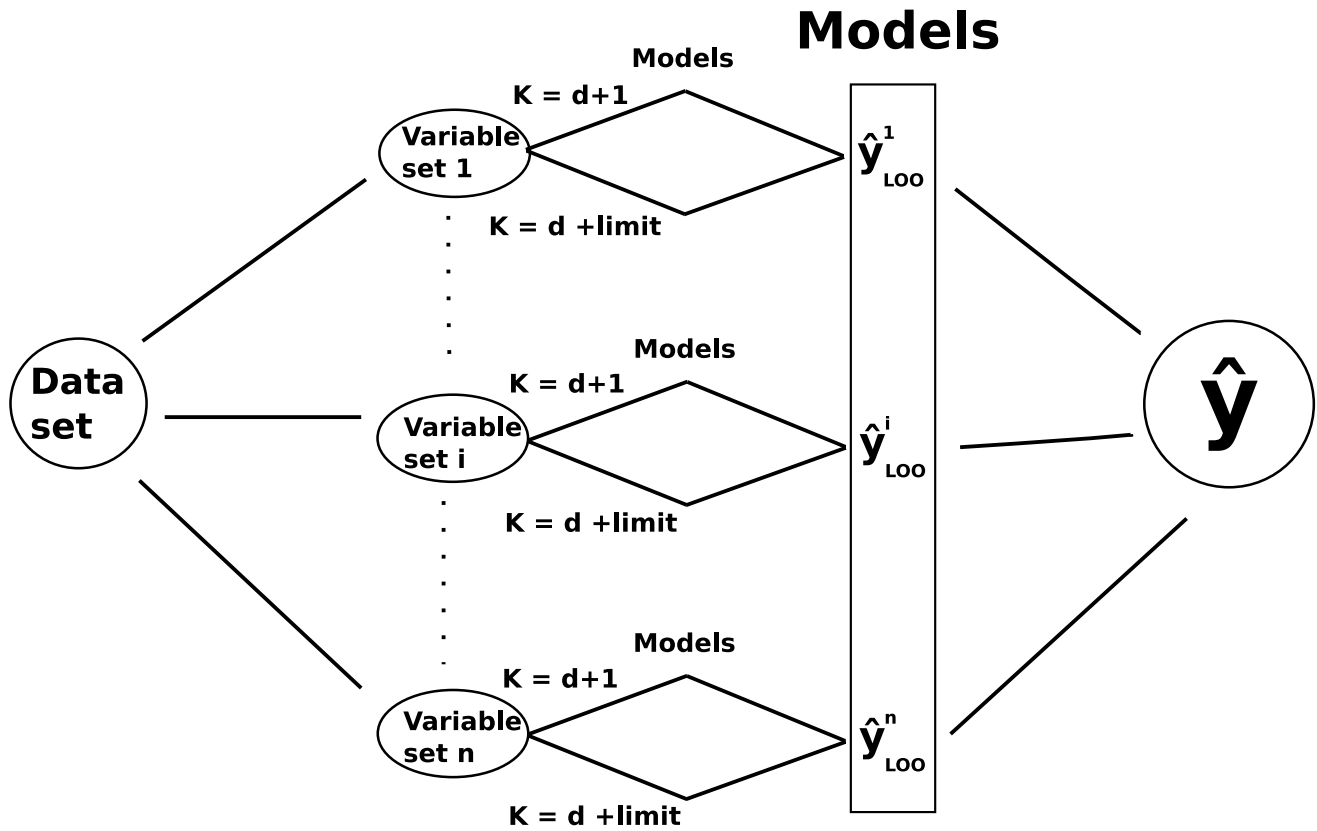 Models
Models
K = d+1
Variable
set 1
ŷ¹LOO
K = d +limit
Models
K = d+1
Data
set
Variable
set i
ŷⁱLOO
ŷ
K = d +limit
Models
K = d+1
Variable
set n
ŷⁿLOO
K = d +limit